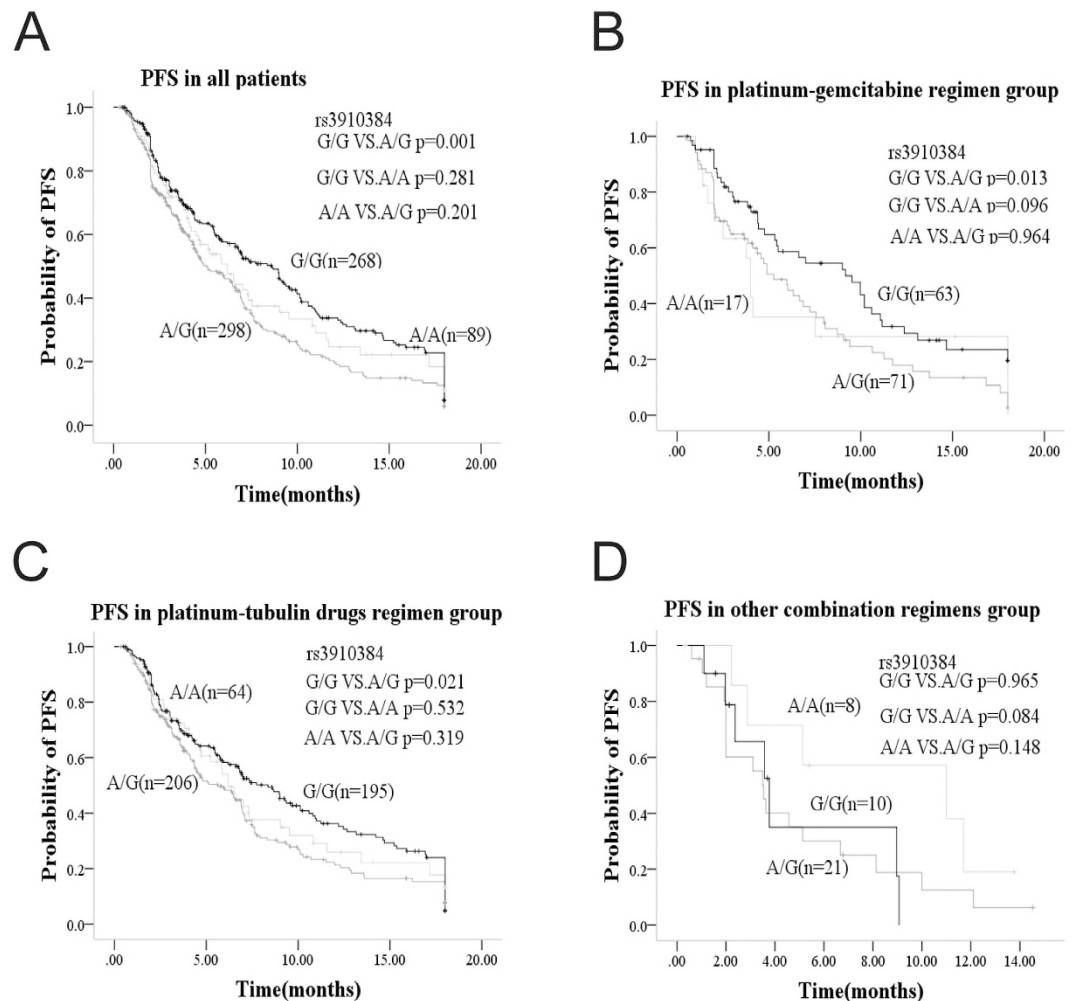 A
PFS in all patients
rs3910384
G/G VS.A/G p=0.001
G/G VS.A/A p=0.281
A/A VS.A/G p=0.201
G/G(n=268)
A/G(n=298)
A/A(n=89)
Probability of PFS
1.0
0.8
0.6
0.4
0.2
0.0
.00 5.00 10.00 15.00 20.00
Time(months)
B
PFS in platinum-gemcitabine regimen group
rs3910384
G/G VS.A/G p=0.013
G/G VS.A/A p=0.096
A/A VS.A/G p=0.964
A/A(n=17)
G/G(n=63)
A/G(n=71)
Probability of PFS
1.0
0.8
0.6
0.4
0.2
0.0
.00 5.00 10.00 15.00 20.00
Time(months)
C
PFS in platinum-tubulin drugs regimen group
rs3910384
G/G VS.A/G p=0.021
G/G VS.A/A p=0.532
A/A VS.A/G p=0.319
A/A(n=64)
A/G(n=206)
G/G(n=195)
Probability of PFS
1.0
0.8
0.6
0.4
0.2
0.0
.00 5.00 10.00 15.00 20.00
Time(months)
D
PFS in other combination regimens group
rs3910384
G/G VS.A/G p=0.965
G/G VS.A/A p=0.084
A/A VS.A/G p=0.148
A/A(n=8)
G/G(n=10)
A/G(n=21)
Probability of PFS
1.0
0.8
0.6
0.4
0.2
0.0
.00 2.00 4.00 6.00 8.00 10.00 12.00 14.00
Time(months)